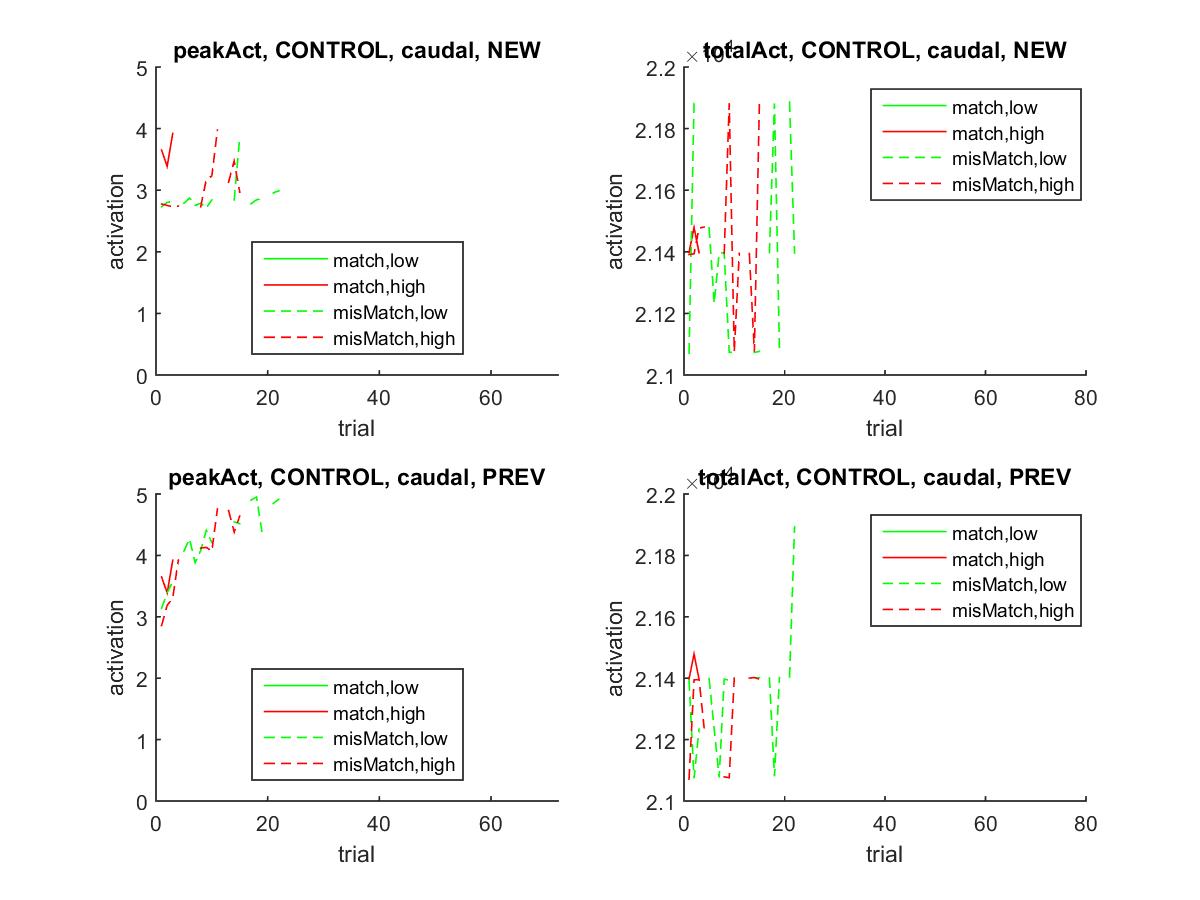 peakAct, CONTROL, caudal, NEW
5
4
3
2
1
0
activation
0 20 40 60
trial
match,low
match,high
misMatch,low
misMatch,high
totalAct, CONTROL, caudal, NEW
2.2
2.18
2.16
2.14
2.12
2.1
activation
0 20 40 60 80
trial
match,low
match,high
misMatch,low
misMatch,high
peakAct, CONTROL, caudal, PREV
5
4
3
2
1
0
activation
0 20 40 60
trial
match,low
match,high
misMatch,low
misMatch,high
totalAct, CONTROL, caudal, PREV
×10⁴
2.2
2.18
2.16
2.14
2.12
2.1
activation
0 20 40 60 80
trial
match,low
match,high
misMatch,low
misMatch,high